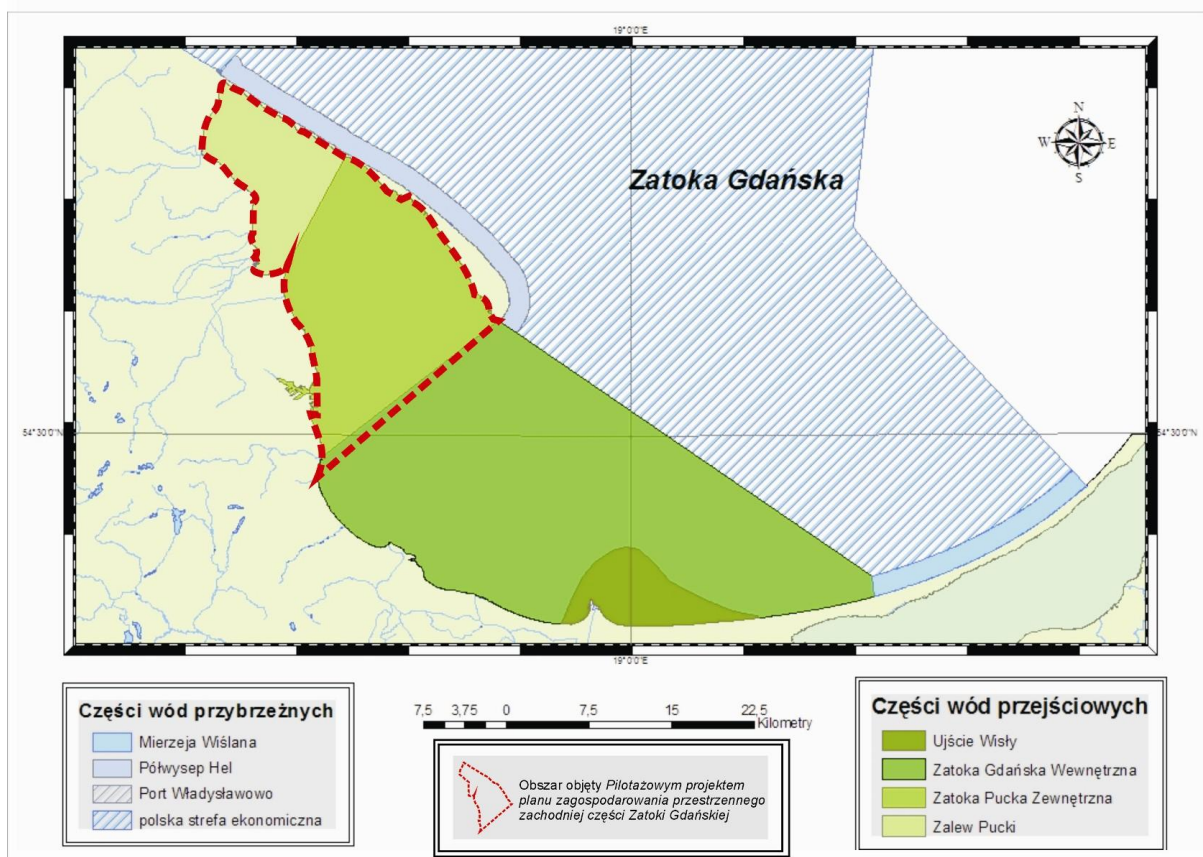 19°0'0"E
N
W E
S
Zatoka Gdańska
54°30'0"N
54°30'0"N
19°0'0"E
Części wód przybrzeżnych
Mierzeja Wiślana
Półwysep Hel
Port Władysławowo
polska strefa ekonomiczna
7,5 3,75 0 7,5 15 22,5
Kilometry
Obszar objęty Pilotażowym projektem
planu zagospodarowania przestrzennego
zachodniej części Zatoki Gdańskiej
Części wód przejściowych
Ujście Wisły
Zatoka Gdańska Wewnętrzna
Zatoka Pucka Zewnętrzna
Zalew Pucki